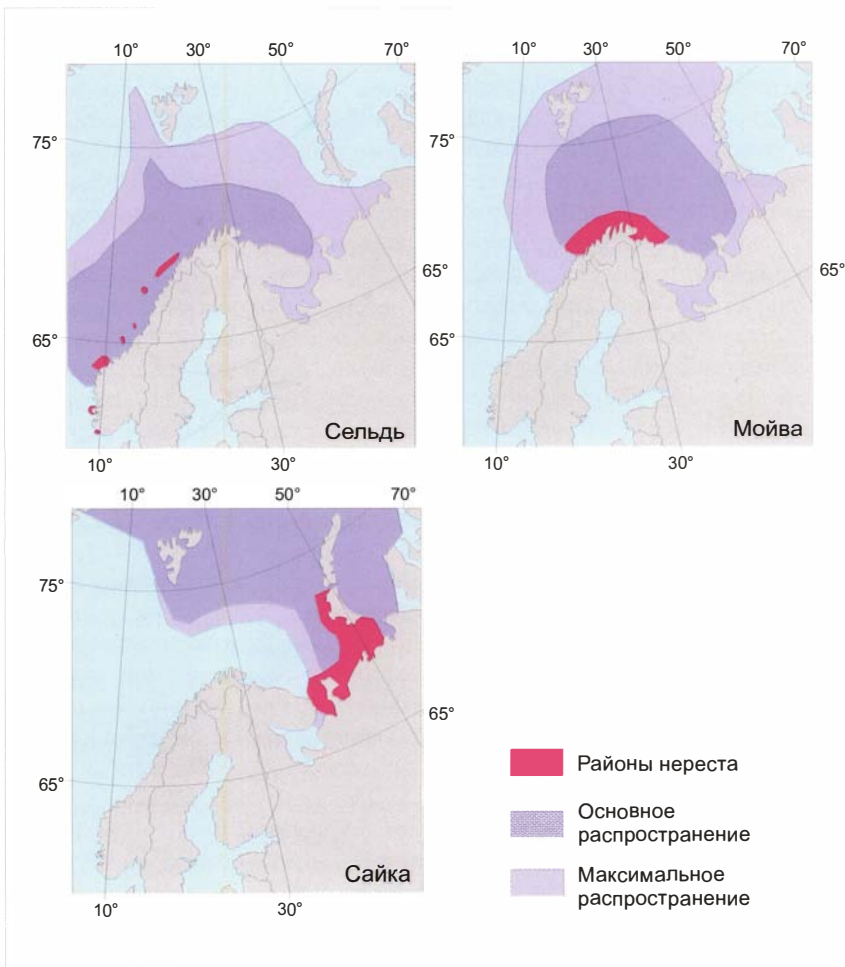 10° 30° 50° 70°
75°
65°
65°
10° 30°
Сельдь
10° 30° 50° 70°
75°
65°
65°
10° 30°
Мойва
10° 30° 50° 70°
75°
65°
65°
10° 30°
Сайка
Районы нереста
Основное
распространение
Максимальное
распространение